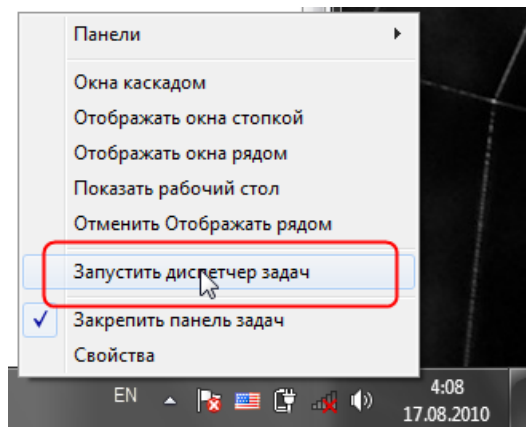 Панели
Окна каскадом
Отображать окна стопкой
Отображать окна рядом
Показать рабочий стол
Отменить Отображать рядом
Запустить диспетчер задач
Закрепить панель задач
Свойства
EN
4:08
17.08.2010